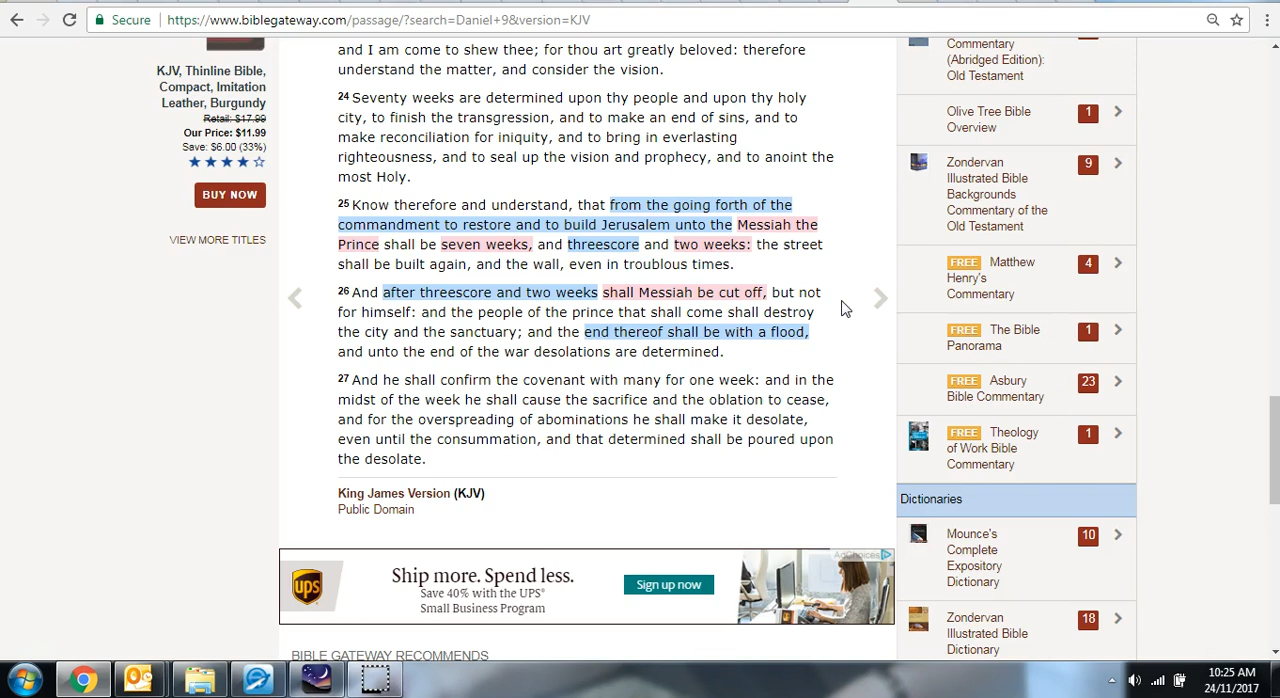 Secure
https://www.biblegateway.com/passage/?search=Daniel+9&version=KJV
KJV, Thinline Bible,
Compact, Imitation
Leather, Burgundy
Retail: $17.99
Our Price: $11.99
Save: $6.00 (33%)
BUY NOW
VIEW MORE TITLES
and I am come to shew thee; for thou art greatly beloved: therefore
understand the matter, and consider the vision.
24 Seventy weeks are determined upon thy people and upon thy holy
city, to finish the transgression, and to make an end of sins, and to
make reconciliation for iniquity, and to bring in everlasting
righteousness, and to seal up the vision and prophecy, and to anoint the
most Holy.
25 Know therefore and understand, that from the going forth of the
commandment to restore and to build Jerusalem unto the Messiah the
Prince shall be seven weeks, and threescore and two weeks: the street
shall be built again, and the wall, even in troublous times.
26 And after threescore and two weeks shall Messiah be cut off, but not
for himself: and the people of the prince that shall come shall destroy
the city and the sanctuary; and the end thereof shall be with a flood,
and unto the end of the war desolations are determined.
27 And he shall confirm the covenant with many for one week: and in the
midst of the week he shall cause the sacrifice and the oblation to cease,
and for the overspreading of abominations he shall make it desolate,
even until the consummation, and that determined shall be poured upon
the desolate.
King James Version (KJV)
Public Domain
AdChoices
ups
Ship more. Spend less.
Save 40% with the UPS®
Small Business Program
Sign up now
BIBLE GATEWAY RECOMMENDS
Commentary
(Abridged Edition):
Old Testament
Olive Tree Bible
Overview
1
Zondervan
Illustrated Bible
Backgrounds
Commentary of the
Old Testament
9
FREE Matthew
Henry's
Commentary
4
FREE The Bible
Panorama
1
FREE Asbury
Bible Commentary
23
FREE Theology
of Work Bible
Commentary
1
Dictionaries
Mounce's
Complete
Expository
Dictionary
10
Zondervan
Illustrated Bible
Dictionary
18
10:25 AM
24/11/2017